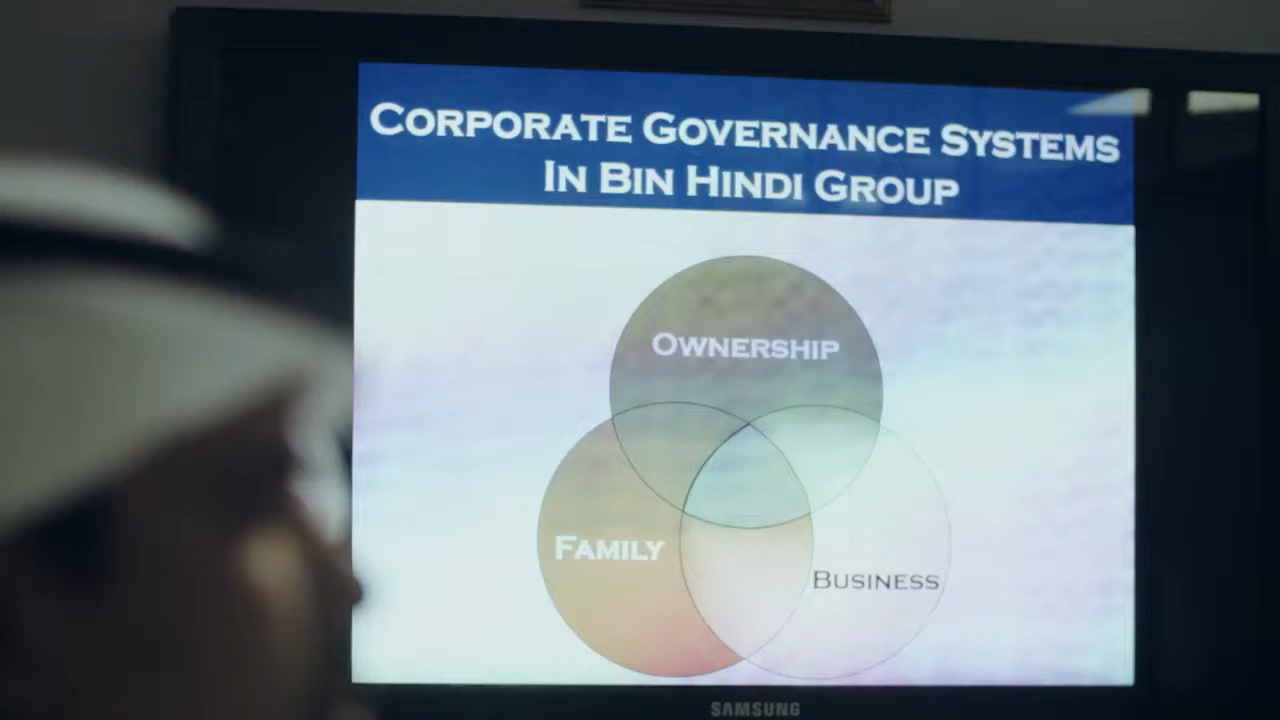 CORPORATE GOVERNANCE SYSTEMS
IN BIN HINDI GROUP
OWNERSHIP
FAMILY
BUSINESS
SAMSUNG